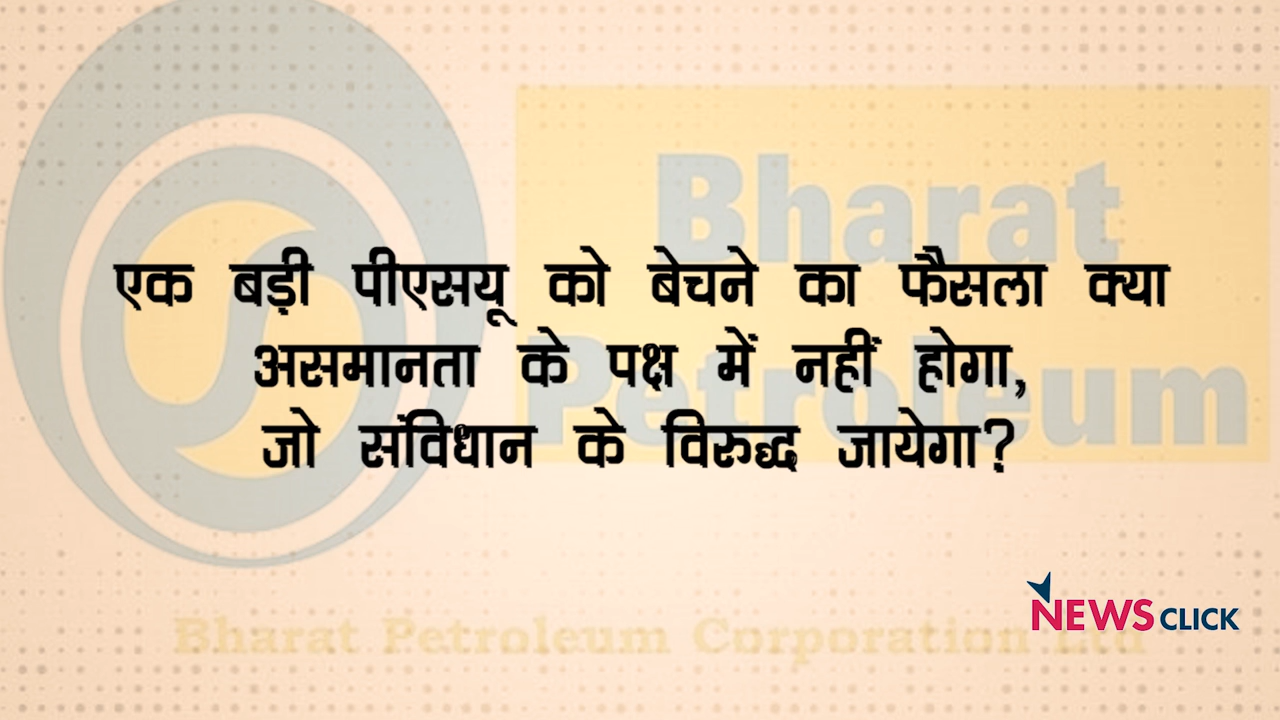 Bharat
Petroleum
एक बड़ी पीएसयू को बेचने का फैसला क्या
असमानता के पक्ष में नहीं होगा,
जो संविधान के विरुद्ध जायेगा?
NEWS CLICK
Bharat Petroleum Corporation Ltd